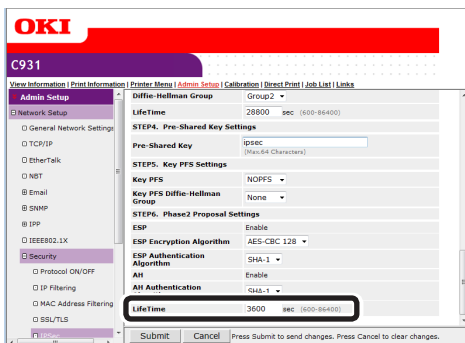 OKI
C931
View Information | Print Information | Printer Menu | Admin Setup | Calibration | Direct Print | Job List | Links
Admin Setup
Network Setup
General Network Settings
TCP/IP
EtherTalk
NBT
Email
SNMP
IPP
IEEE802.1X
Security
Protocol ON/OFF
IP Filtering
MAC Address Filtering
SSL/TLS
IPSec
Diffie-Hellman Group Group2
LifeTime 28800 sec (600-86400)
STEP4. Pre-Shared Key Settings
Pre-Shared Key ipsec
(Max.64 Characters)
STEP5. Key PFS Settings
Key PFS NOPFS
Key PFS Diffie-Hellman
Group None
STEP6. Phase2 Proposal Settings
ESP Enable
ESP Encryption Algorithm AES-CBC 128
ESP Authentication
Algorithm SHA-1
AH Enable
AH Authentication
SHA-1
LifeTime 3600 sec (600-86400)
Submit Cancel Press Submit to send changes. Press Cancel to clear changes.